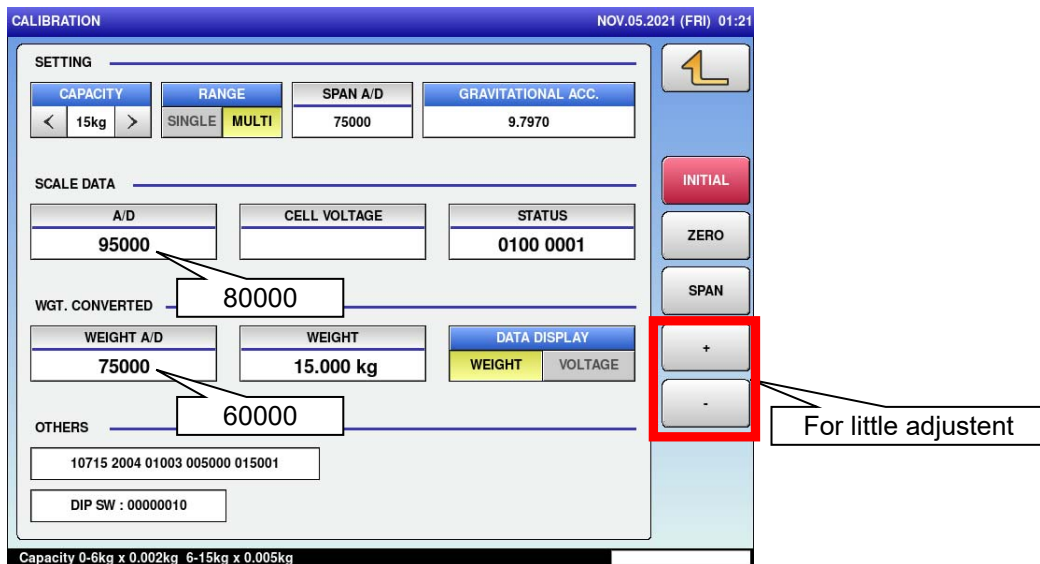 CALIBRATION NOV.05.2021 (FRI) 01:21
SETTING
CAPACITY RANGE SPAN A/D GRAVITATIONAL ACC.
< 15kg > SINGLE MULTI 75000 9.7970
INITIAL
SCALE DATA
A/D CELL VOLTAGE STATUS
95000 0100 0001
ZERO
80000
SPAN
WGT. CONVERTED
WEIGHT A/D WEIGHT DATA DISPLAY
75000 15.000 kg WEIGHT VOLTAGE
+
60000
-
For little adjustent
OTHERS
10715 2004 01003 005000 015001
DIP SW : 00000010
Capacity 0-6kg x 0.002kg 6-15kg x 0.005kg